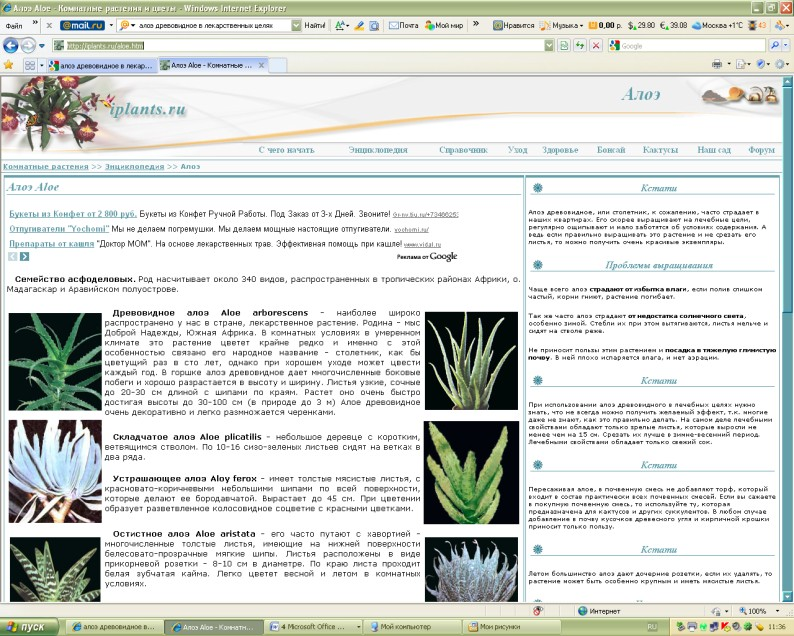 Алоэ Aloe - Комнатные растения и цветы - Windows Internet Explorer
Файл » @mail.ru алоэ древовидное в лекарственных целях Найти! Почта Мой мир » Нравится Музыка 0,00 р. $ 29.80 € 39.08 Москва +1°C 43
http://iplants.ru/aloe.htm Google
алоэ древовидное в лекар... Алоэ Aloe - Комнатные ...
iplants.ru
Алоэ
С чего начать Энциклопедия Справочник Уход Здоровье Бонсай Кактусы Наш сад Форум
Комнатные растения >> Энциклопедия >> Алоэ
Алоэ Aloe
Букеты из Конфет от 2 800 руб. Букеты из Конфет Ручной Работы. Под Заказ от 3-х Дней. Звоните!
Отпугиватели "Yochomi" Мы не делаем погремушки. Мы делаем мощные настоящие отпугиватели. yochomi.ru/
Препараты от кашля "Доктор МОМ". На основе лекарственных трав. Эффективная помощь при кашле! www.vidal.ru
Реклама от Google
Семейство асфоделовых. Род насчитывает около 340 видов, распространенных в тропических районах Африки, о.
Мадагаскар и Аравийском полуострове.
Древовидное алоэ Aloe arborescens - наиболее широко
распространено у нас в стране, лекарственное растение. Родина - мыс
Доброй Надежды, Южная Африка. В комнатных условиях в умеренном
климате это растение цветет крайне редко и именно с этой
особенностью связано его народное название - столетник, как бы
цветущий раз в сто лет, однако при хорошем уходе может цвести
каждый год. В горшке алоэ древовидное дает многочисленные боковые
побеги и хорошо разрастается в высоту и ширину. Листья узкие, сочные
до 20-30 см длиной с шипами по краям. Растет оно очень быстро
достигая высоты до 30-100 см (в природе до 3 м) Алое древовидное
очень декоративно и легко размножается черенками.
Складчатое алоэ Aloe plicatilis - небольшое деревце с коротким,
ветвящимся стволом. По 10-16 сизо-зеленых листьев сидят на ветках в
два ряда.
Устрашающее алоэ Aloy ferox - имеет толстые мясистые листья, с
красновато-коричневыми небольшими шипами по всей поверхности,
которые делают ее бородавчатой. Вырастает до 45 см. При цветении
образует разветвленное колосовидное соцветие с красными цветками.
Остистное алоэ Aloe aristata - его часто путают с хавортией -
многочисленные толстые листья, имеющие на нижней поверхности
белесовато-прозрачные мягкие шипы. Листья расположены в виде
прикорневой розетки - 8-10 см в диаметре. По краю листа проходит
белая зубчатая кайма. Легко цветет весной и летом в комнатных
условиях.
Кстати
Алоэ древовидное, или столетник, к сожалению, часто страдает в
наших квартирах. Его скорее выращивают на лечебные цели,
регулярно ощипывают и мало заботятся об условиях содержания. А
ведь если правильно выращивать это растение и не срезать его
листья, то можно получить очень красивые экземпляры.
Проблемы выращивания
Чаще всего алоэ страдают от избытка влаги, если полив слишком
частый, корни гниют, растение погибает.
Так же часто алоэ страдают от недостатка солнечного света,
особенно зимой. Стебли их при этом вытягиваются, листья мельче и
сидят на стволе реже.
Не приносит пользы этим растениям и посадка в тяжелую глинистую
почву. В ней плохо испаряется влага, и нет аэрации.
Кстати
При использовании алоэ древовидного в лечебных целях нужно
знать, что не всегда можно получить желаемый эффект, т.к. многие
даже не знают, как это правильно делать. На самом деле лечебными
свойствами обладают только зрелые листья, которые выросли не
менее чем на 15 см. Срезать их лучше в зимне-весенний период.
Лечебными свойствами обладает только свежий сок.
Кстати
Пересаживая алое, в почвенную смесь не добавляют торф, который
входит в состав практически всех почвенных смесей. Если вы сажаете
в покупную почвенную смесь, то используйте ту, которая
предназначена для кактусов и других суккулентов. В любом случае
добавление в почву кусочков древесного угля и кирпичной крошки
приносит только пользу.
Кстати
Летом большинство алоэ дают дочерние розетки, если их удалять, то
растение может быть особенно крупным и иметь мясистые листья.
Интернет 100%
пуск алоэ древовидное в... Алоэ Aloe - Комнатн... 4 Microsoft Office ... Мой компьютер Мои рисунки RU 11:36